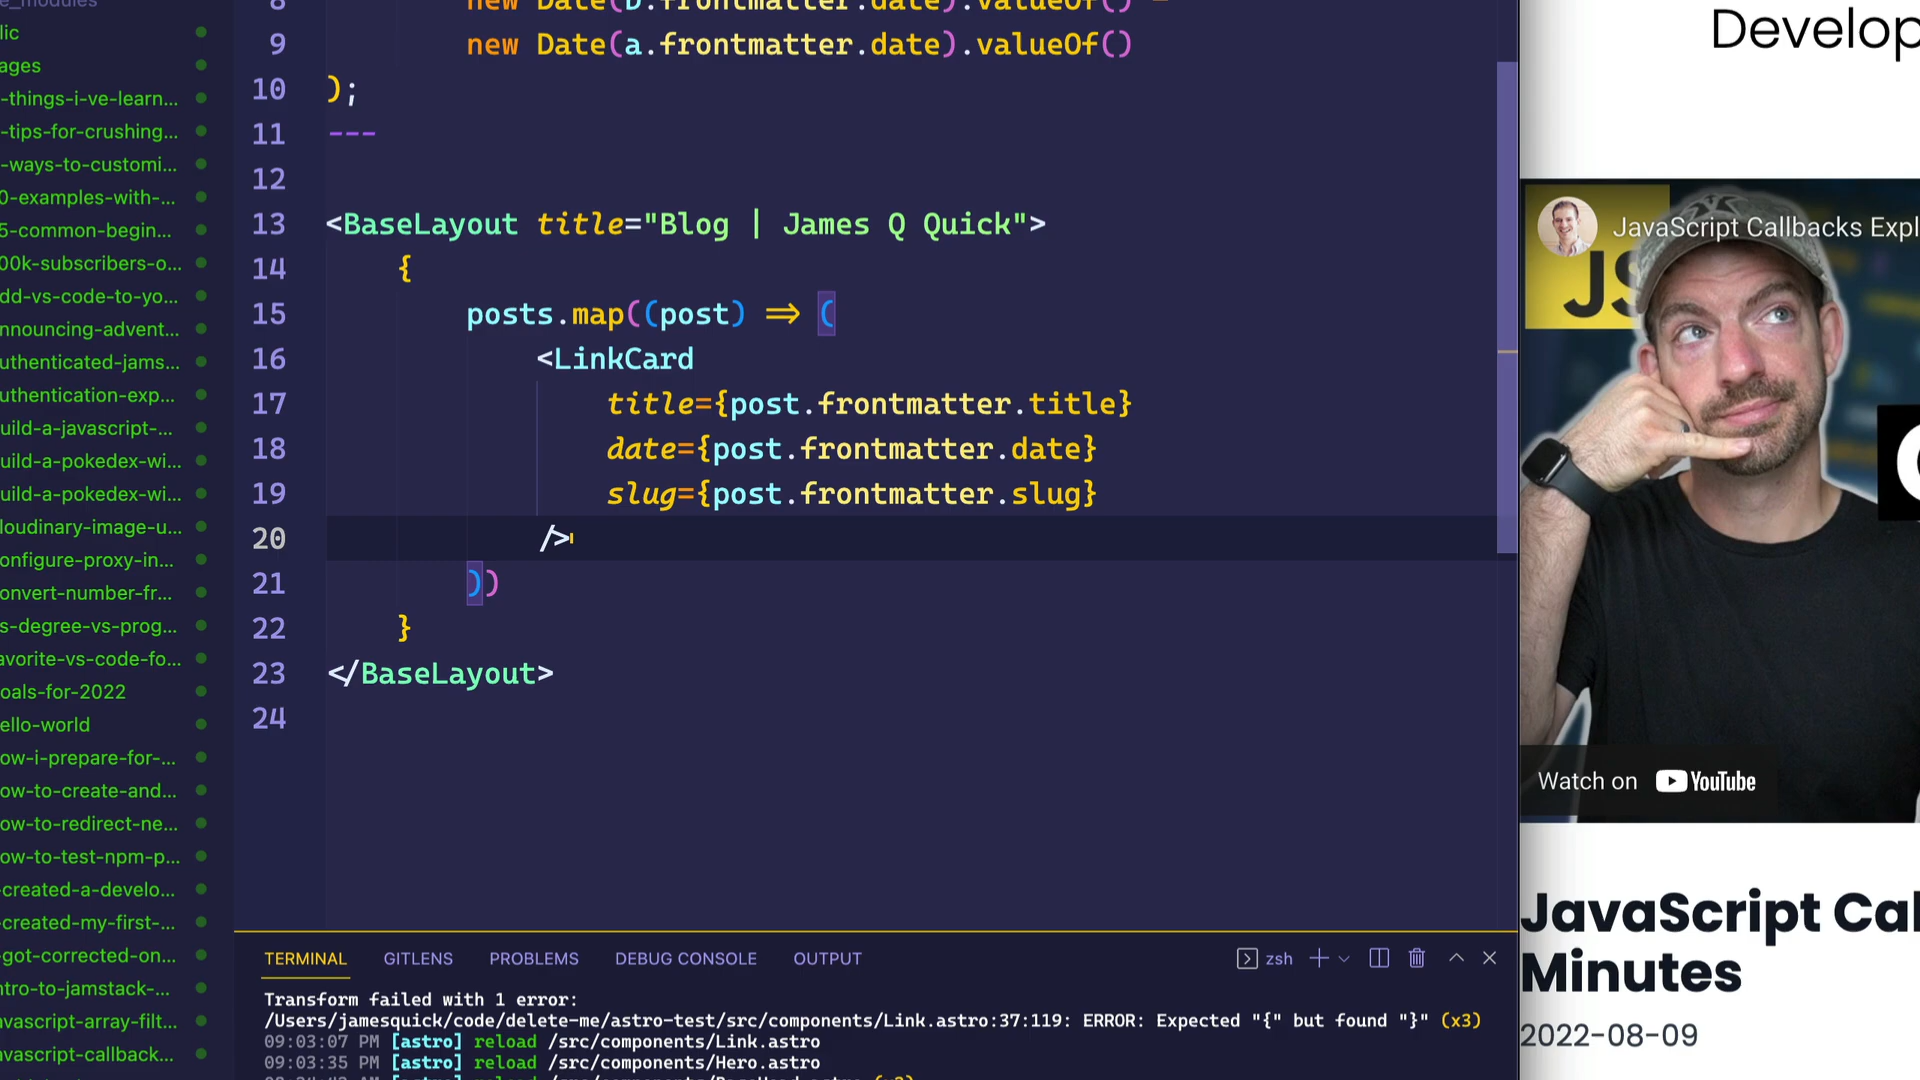 e_modules
lic
ages
-things-i-ve-learn...
-tips-for-crushing...
-ways-to-customi...
0-examples-with-...
5-common-begin...
00k-subscribers-o...
dd-vs-code-to-yo...
nnouncing-advent...
uthenticated-jams...
uthentication-exp...
uild-a-javascript-...
uild-a-pokedex-wi...
uild-a-pokedex-wi...
loudinary-image-u...
onfigure-proxy-in...
onvert-number-fr...
s-degree-vs-prog...
avorite-vs-code-fo...
oals-for-2022
ello-world
ow-i-prepare-for-...
ow-to-create-and...
ow-to-redirect-ne...
ow-to-test-npm-p...
-created-a-develo...
-created-my-first-...
-got-corrected-on...
ntro-to-jamstack-...
avascript-array-filt...
avascript-callback...
8 new Date(b.frontmatter.date).valueOf() -
9 new Date(a.frontmatter.date).valueOf()
10 );
11 ---
12
13 <BaseLayout title="Blog | James Q Quick">
14 {
15 posts.map((post) => (
16 <LinkCard
17 title={post.frontmatter.title}
18 date={post.frontmatter.date}
19 slug={post.frontmatter.slug}
20 />
21 ))
22 }
23 </BaseLayout>
24
TERMINAL GITLENS PROBLEMS DEBUG CONSOLE OUTPUT zsh
Transform failed with 1 error:
/Users/jamesquick/code/delete-me/astro-test/src/components/Link.astro:37:119: ERROR: Expected "{" but found "}" (x3)
09:03:07 PM [astro] reload /src/components/Link.astro
09:03:35 PM [astro] reload /src/components/Hero.astro
Develop
JavaScript Callbacks Expl
JS
Watch on YouTube
JavaScript Cal
Minutes
2022-08-09